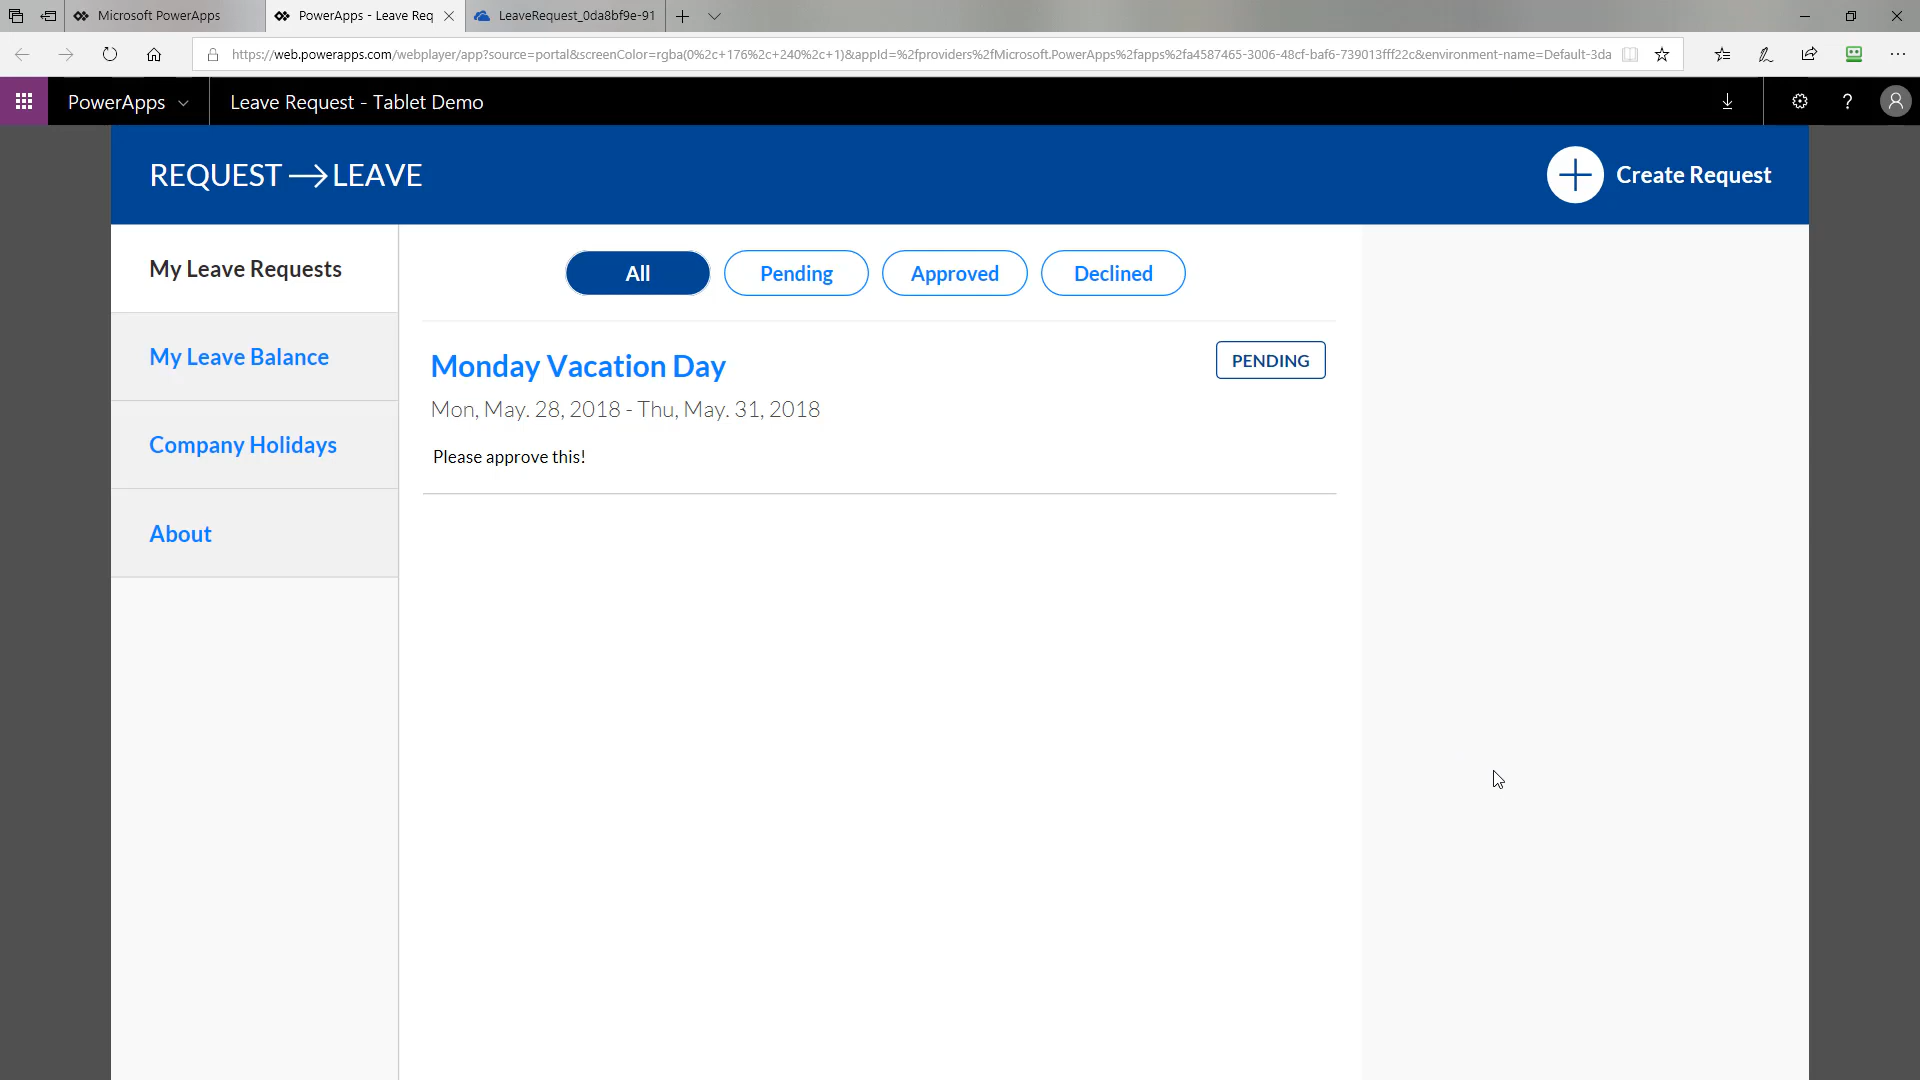 Microsoft PowerApps
PowerApps - Leave Req
LeaveRequest_0da8bf9e-91
https://web.powerapps.com/webplayer/app?source=portal&screenColor=rgba(0%2c+176%2c+240%2c+1)&appId=%2fproviders%2fMicrosoft.PowerApps%2fapps%2fa4587465-3006-48cf-baf6-739013fff22c&environment-name=Default-3da
PowerApps
Leave Request - Tablet Demo
?
REQUEST → LEAVE
Create Request
My Leave Requests
My Leave Balance
Company Holidays
About
All
Pending
Approved
Declined
Monday Vacation Day
PENDING
Mon, May. 28, 2018 - Thu, May. 31, 2018
Please approve this!